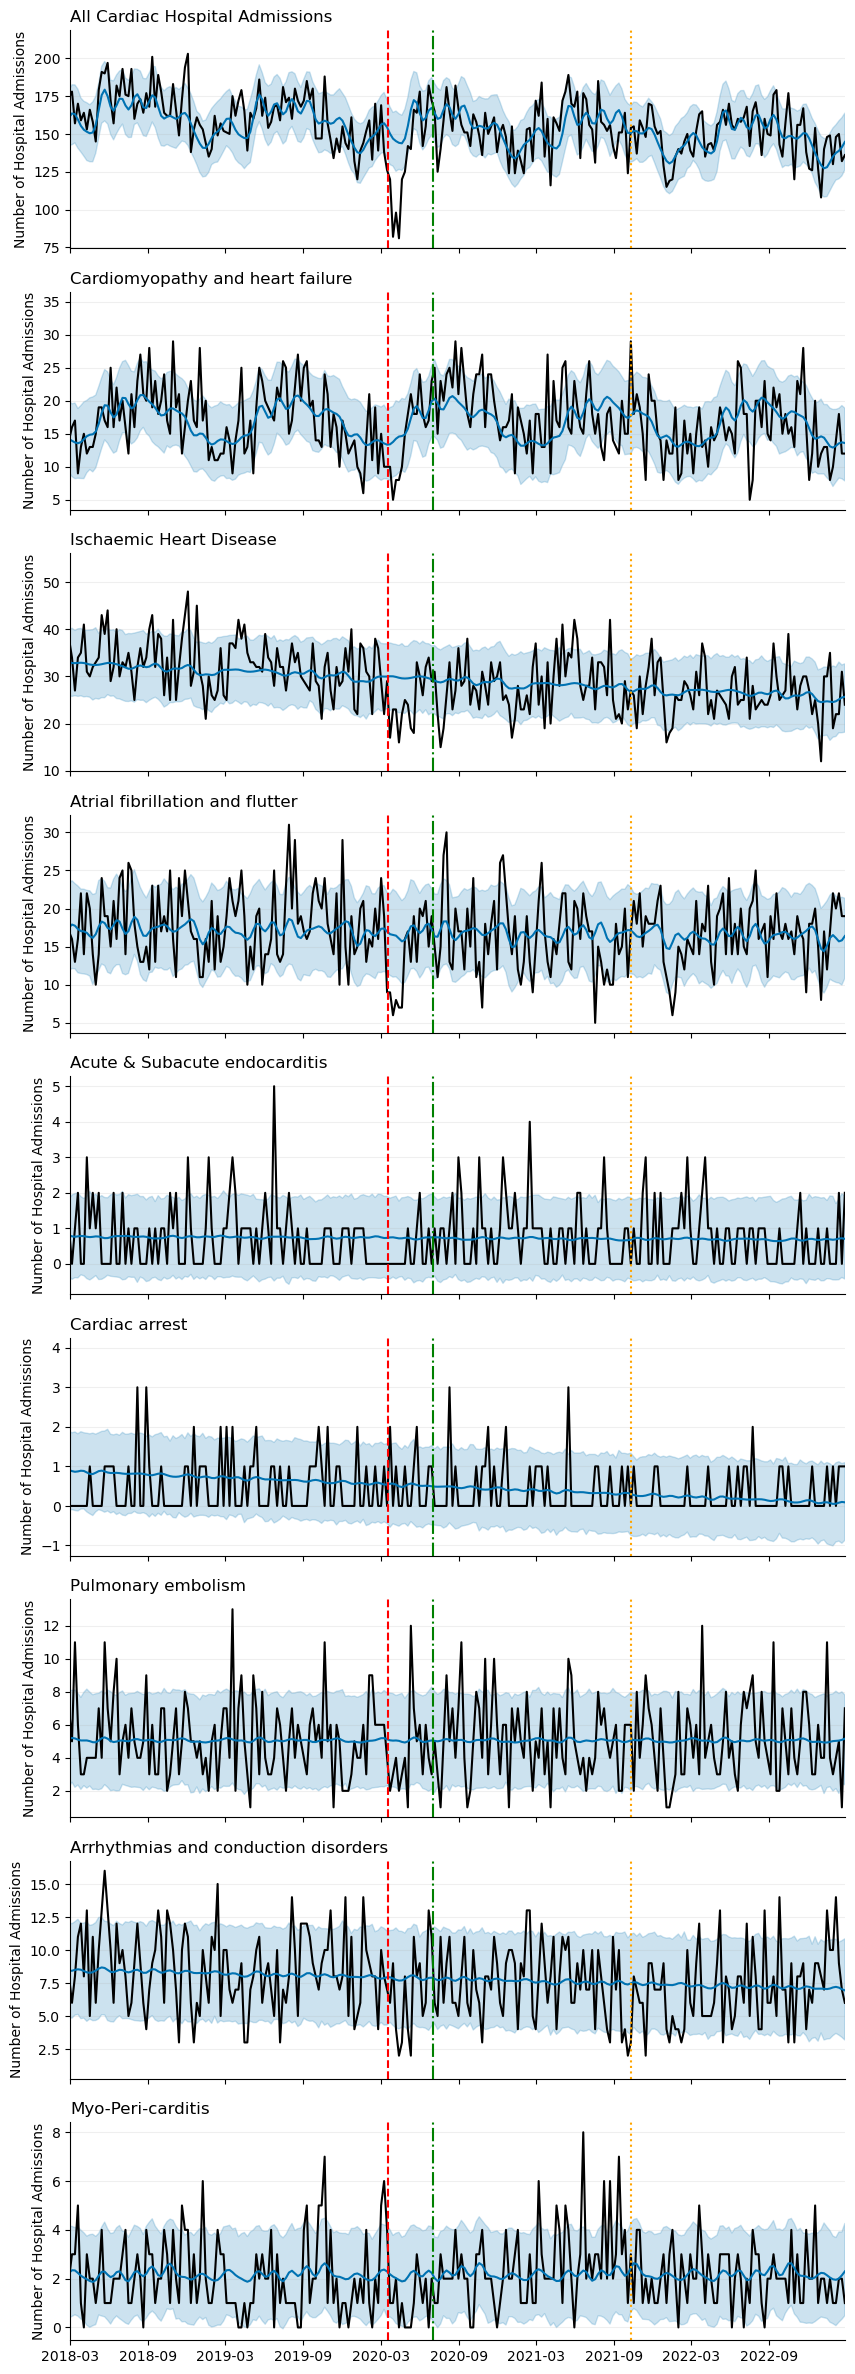 All Cardiac Hospital Admissions
Number of Hospital Admissions
200
175
150
125
100
75
Cardiomyopathy and heart failure
Number of Hospital Admissions
35
30
25
20
15
10
5
Ischaemic Heart Disease
Number of Hospital Admissions
50
40
30
20
10
Atrial fibrillation and flutter
Number of Hospital Admissions
30
25
20
15
10
5
Acute & Subacute endocarditis
Number of Hospital Admissions
5
4
3
2
1
0
Cardiac arrest
Number of Hospital Admissions
4
3
2
1
0
−1
Pulmonary embolism
Number of Hospital Admissions
12
10
8
6
4
2
Arrhythmias and conduction disorders
Number of Hospital Admissions
15.0
12.5
10.0
7.5
5.0
2.5
Myo-Peri-carditis
Number of Hospital Admissions
8
6
4
2
0
2018-03 2018-09 2019-03 2019-09 2020-03 2020-09 2021-03 2021-09 2022-03 2022-09